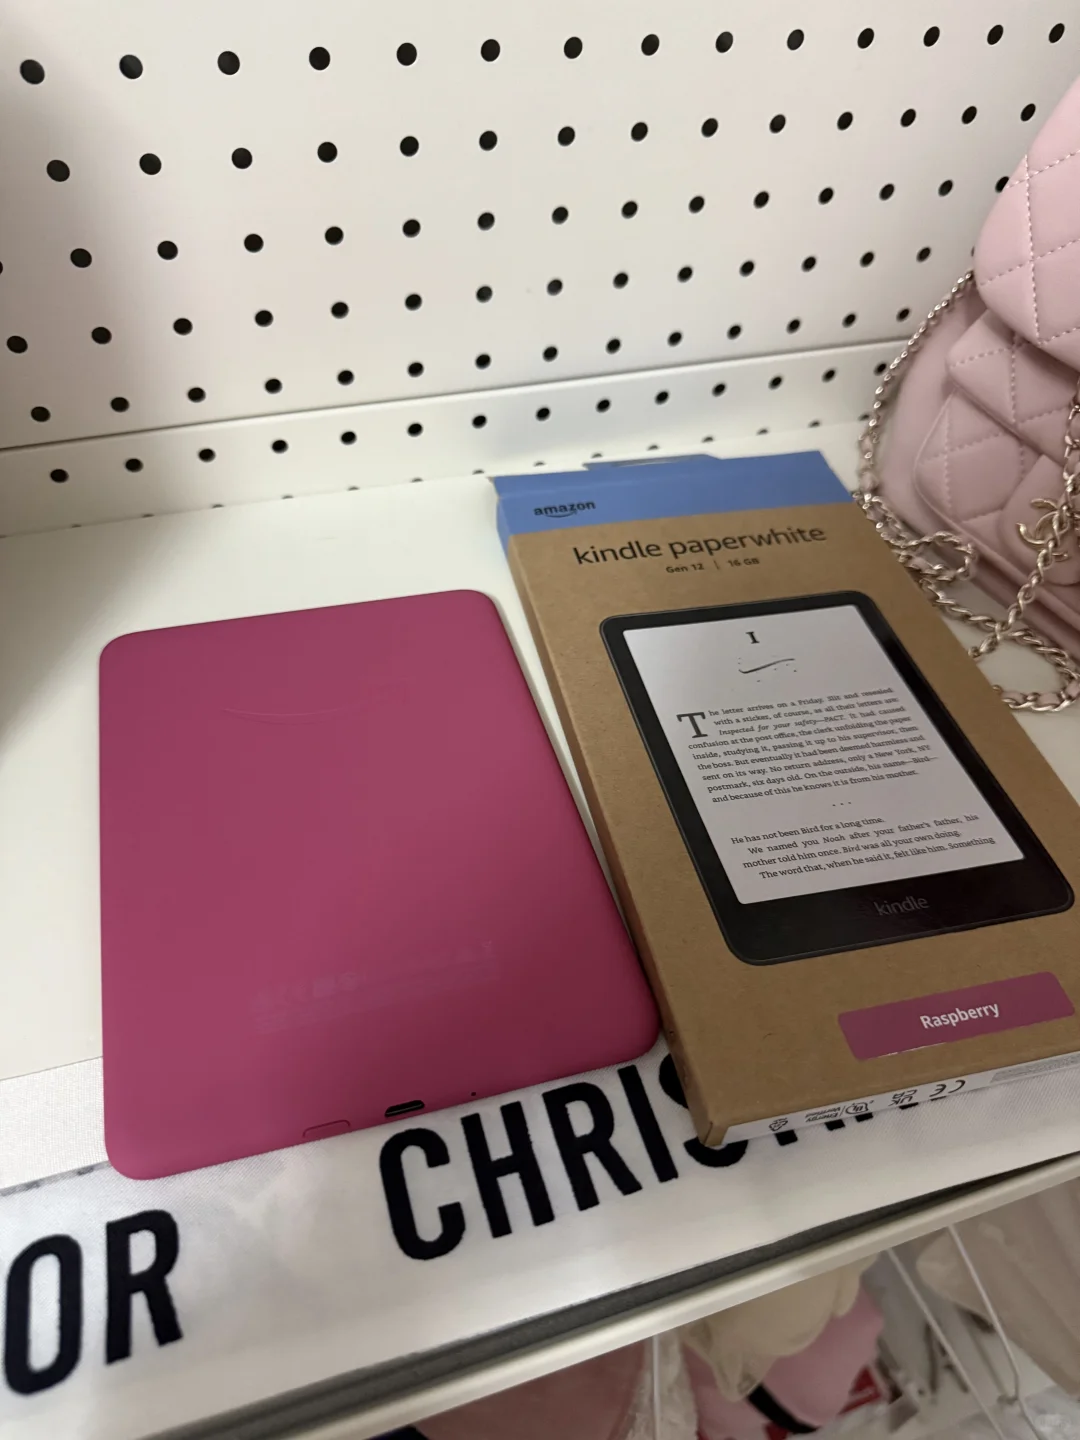 amazon
kindle paperwhite
Gen 12 | 16 GB
I
The letter arrives on a Friday. Slit and resealed
with a sticker, of course, as all their letters are:
Inspected for your safety—PACT. It had caused
confusion at the post office, the clerk unfolding the paper
inside, studying it, passing it up to his supervisor, then
the boss. But eventually it had been deemed harmless and
sent on its way. No return address, only a New York, NY
postmark, six days old. On the outside, his name—Bird—
and because of this he knows it is from his mother.
...
He has not been Bird for a long time.
We named you Noah after your father's father, his
mother told him once. Bird was all your own doing.
The word that, when he said it, felt like him. Something
kindle
Raspberry
Energy
Verified
UK
CA
CE
OR
CHRIST